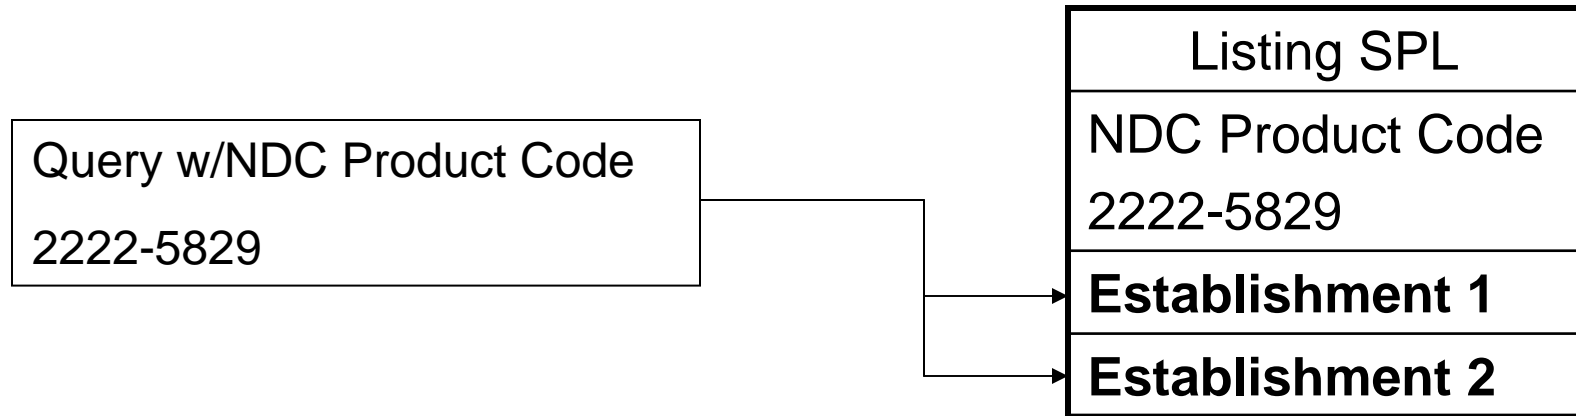 Query w/NDC Product Code
2222-5829
Listing SPL
NDC Product Code
2222-5829
Establishment 1
Establishment 2